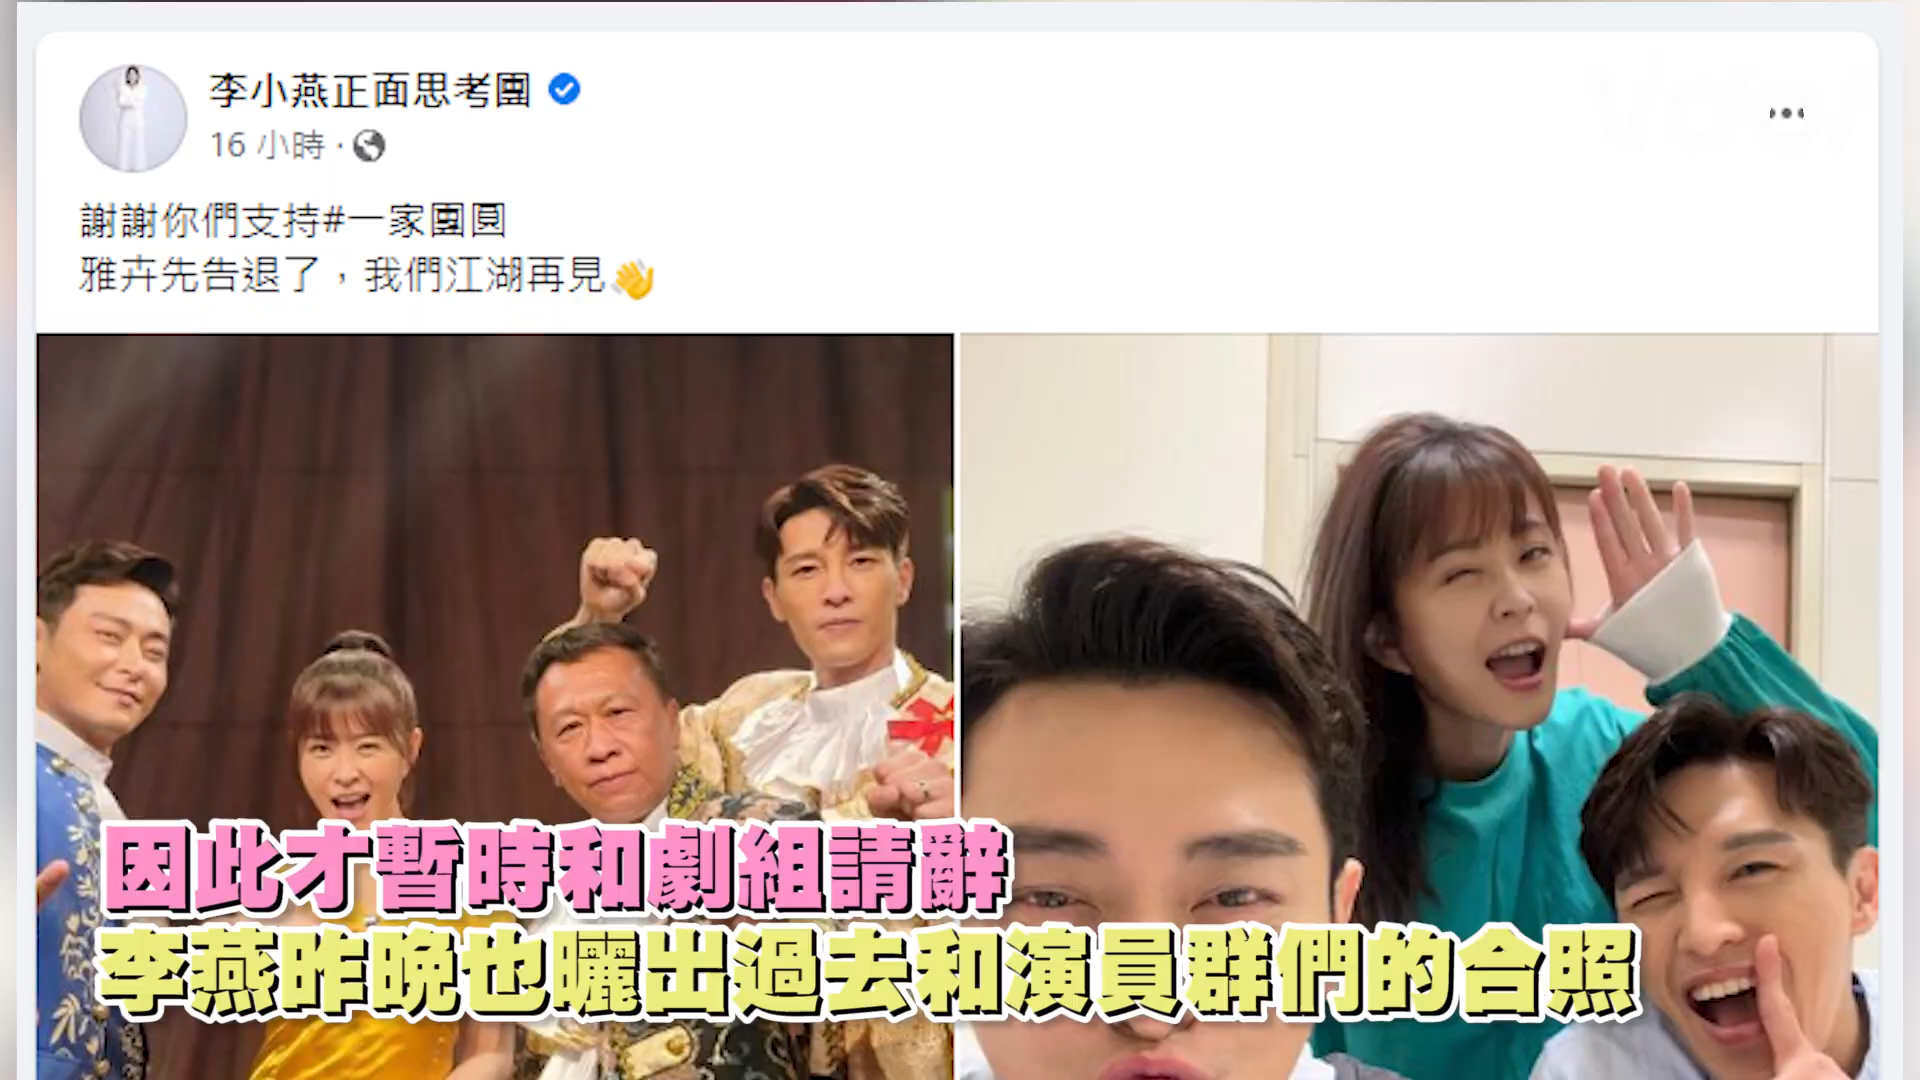 李小燕正面思考團
16 小時 ·
謝謝你們支持#一家團圓
雅卉先告退了，我們江湖再見👋
因此才暫時和劇組請辭
李燕昨晚也曬出過去和演員群們的合照